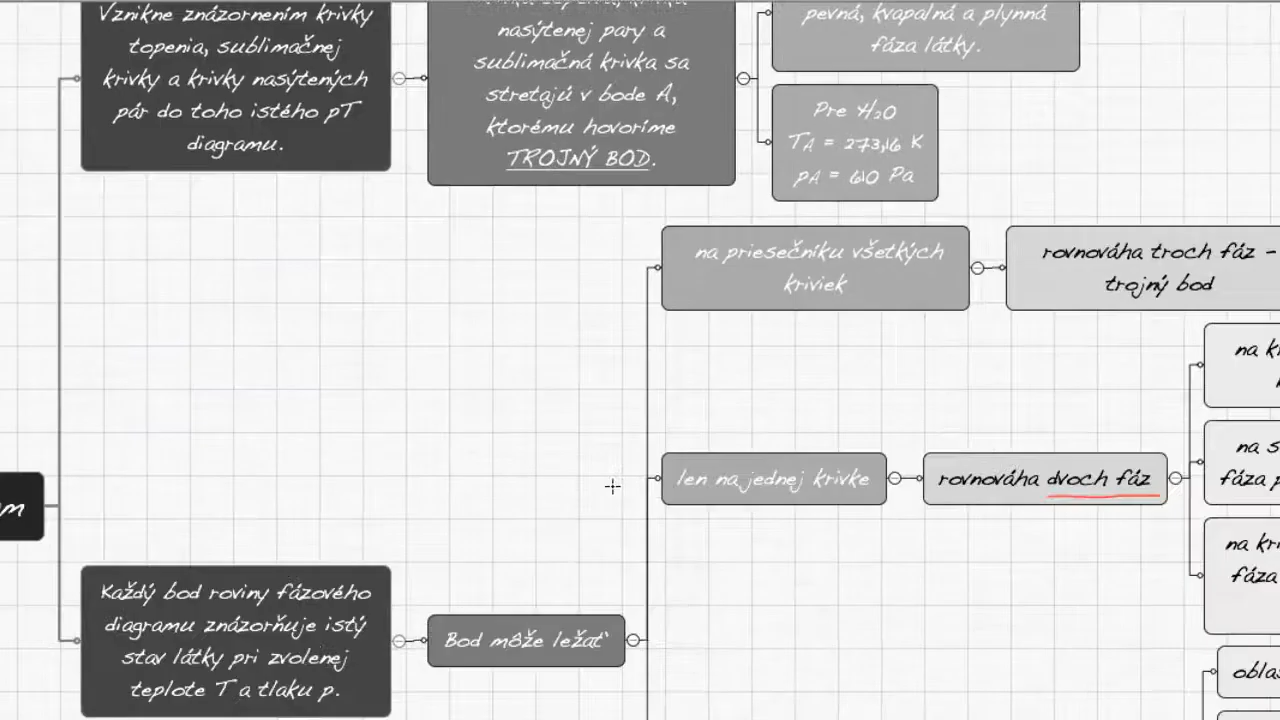 Vznikne znázornením krivky
topenia, sublimačnej
krivky a krivky nasýtených
pár do toho istého pT
diagramu.
nasýtenej pary a
sublimačná krivka sa
stretajú v bode A,
ktorému hovoríme
TROJNÝ BOD.
pevná, kvapalná a plynná
fáza látky.
Pre H₂O
TA = 273,16 K
pA = 610 Pa
na priesečníku všetkých
kriviek
rovnováha troch fáz -
trojný bod
len na jednej krivke
rovnováha dvoch fáz
na
na
fáza
na
fáza
Každý bod roviny fázového
diagramu znázorňuje istý
stav látky pri zvolenej
teplote T a tlaku p.
Bod môže ležať